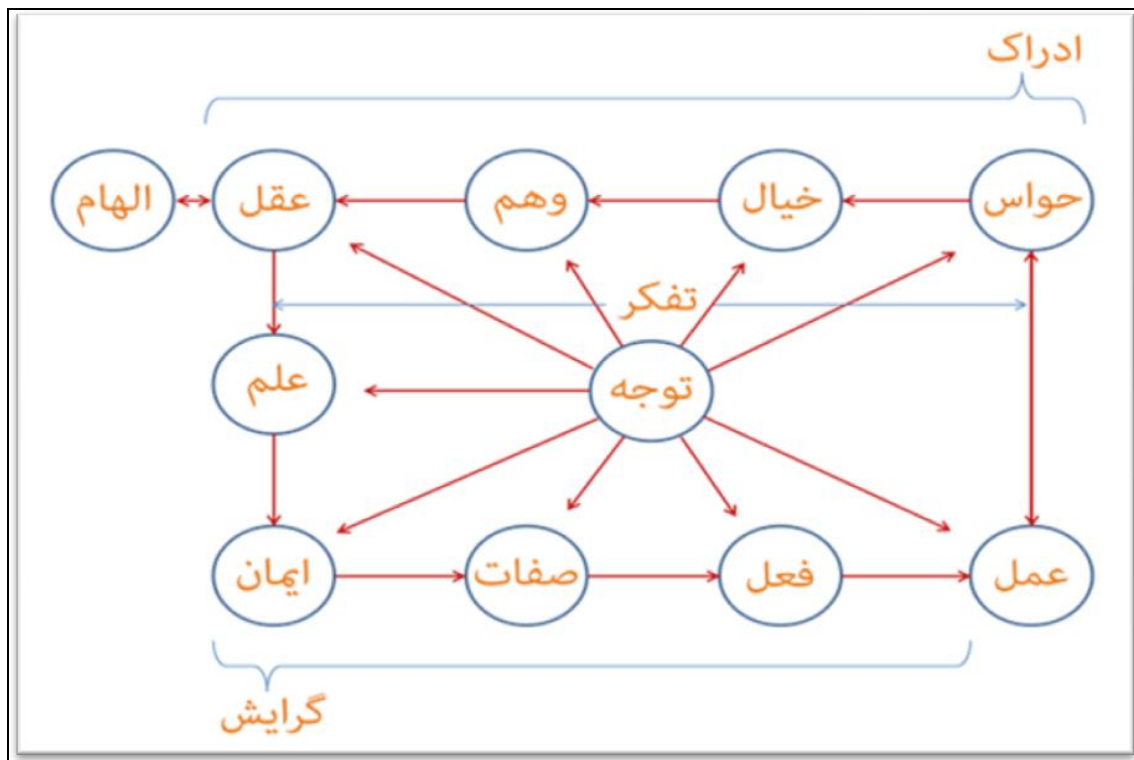 ادراک
حواس
خیال
وهم
عقل
الهام
تفکر
علم
توجه
عمل
فعل
صفات
ایمان
گرایش